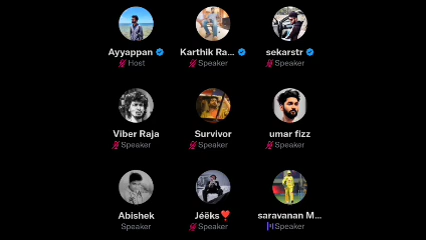 Ayyappan Karthik Ra... sekarstr
Host Speaker Speaker
Viber Raja Survivor umar fizz
Speaker Speaker Speaker
Abishek Jéëks❤️ saravanan M...
Speaker Speaker Speaker